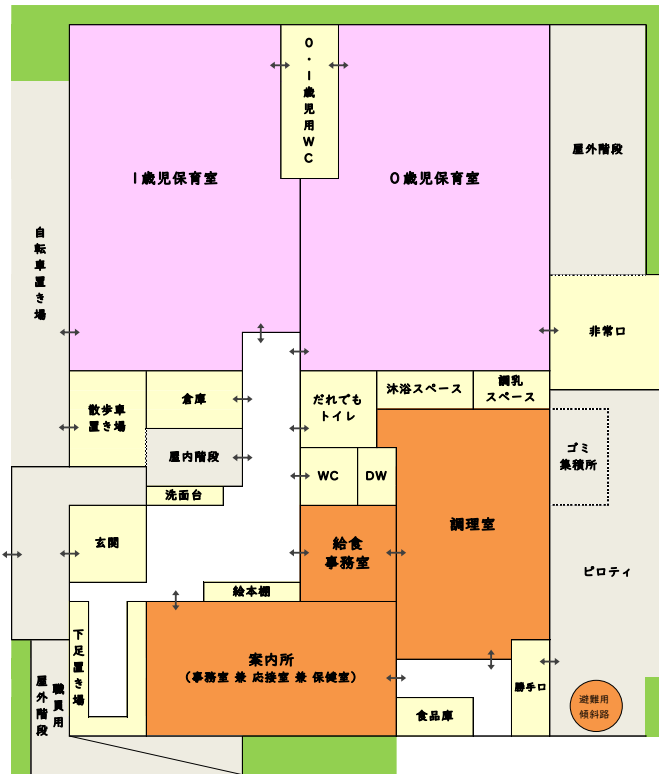 0・1歳児用WC
1歳児保育室
0歳児保育室
屋外階段
自転車置き場
非常口
散歩車
置き場
倉庫
だれでも
トイレ
沐浴スペース
調乳
スペース
屋内階段
ゴミ
集積所
洗面台
WC
DW
調理室
玄関
給食
事務室
ピロティ
絵本棚
下足置き場
案内所
(事務室 兼 応接室 兼 保健室)
職員用
屋外階段
勝手口
食品庫
避難用
傾斜路